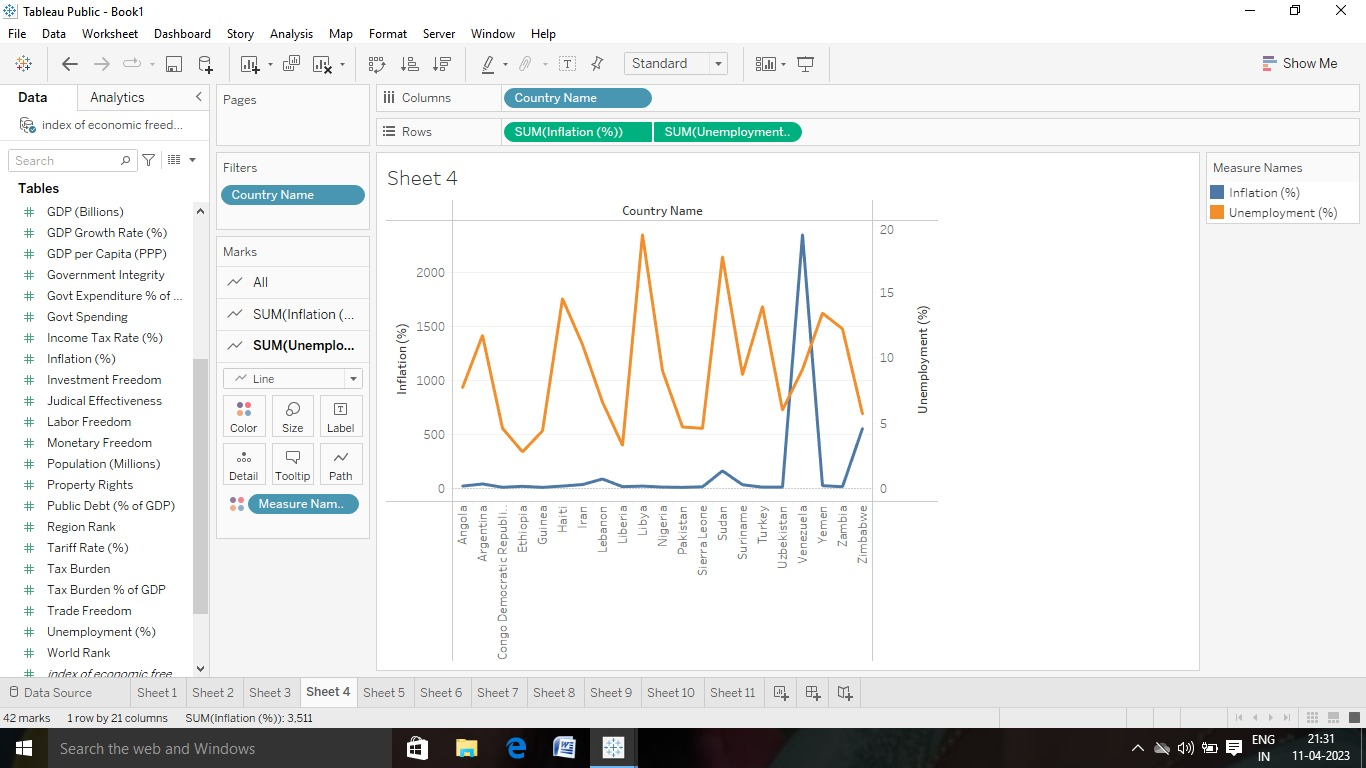 Tableau Public - Book1
File Data Worksheet Dashboard Story Analysis Map Format Server Window Help
Standard
Show Me
Data Analytics
index of economic freed...
Search
Tables
GDP (Billions)
GDP Growth Rate (%)
GDP per Capita (PPP)
Government Integrity
Govt Expenditure % of ...
Govt Spending
Income Tax Rate (%)
Inflation (%)
Investment Freedom
Judical Effectiveness
Labor Freedom
Monetary Freedom
Population (Millions)
Property Rights
Public Debt (% of GDP)
Region Rank
Tariff Rate (%)
Tax Burden
Tax Burden % of GDP
Trade Freedom
Unemployment (%)
World Rank
index of economic free
Pages
Filters
Country Name
Marks
All
SUM(Inflation (...
SUM(Unemplo...
Line
Color Size Label
Detail Tooltip Path
Measure Nam..
Columns Country Name
Rows SUM(Inflation (%)) SUM(Unemployment..
Sheet 4
Country Name
Inflation (%)
2000
1500
1000
500
0
20
15
10
5
0
Unemployment (%)
Angola
Argentina
Congo Democratic Republi..
Ethiopia
Guinea
Haiti
Iran
Lebanon
Liberia
Libya
Nigeria
Pakistan
Sierra Leone
Sudan
Suriname
Turkey
Uzbekistan
Venezuela
Yemen
Zambia
Zimbabwe
Measure Names
Inflation (%)
Unemployment (%)
Data Source Sheet 1 Sheet 2 Sheet 3 Sheet 4 Sheet 5 Sheet 6 Sheet 7 Sheet 8 Sheet 9 Sheet 10 Sheet 11
42 marks 1 row by 21 columns SUM(Inflation (%)): 3,511
Search the web and Windows
ENG
IN
21:31
11-04-2023